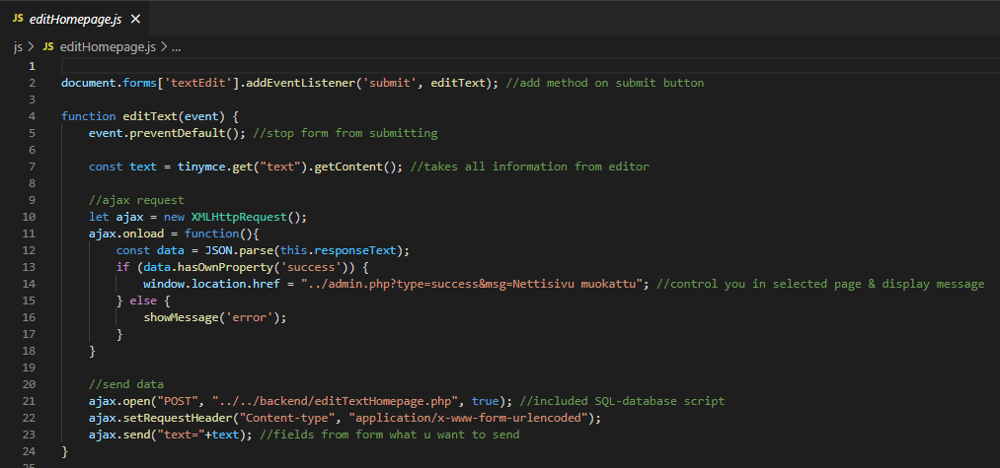 JS editHomepage.js ×
js > JS editHomepage.js > ...
1
2 document.forms['textEdit'].addEventListener('submit', editText); //add method on submit button
3
4 function editText(event) {
5 event.preventDefault(); //stop form from submitting
6
7 const text = tinymce.get("text").getContent(); //takes all information from editor
8
9 //ajax request
10 let ajax = new XMLHttpRequest();
11 ajax.onload = function(){
12 const data = JSON.parse(this.responseText);
13 if (data.hasOwnProperty('success')) {
14 window.location.href = "../admin.php?type=success&msg=Nettisivu muokattu"; //control you in selected page & display message
15 } else {
16 showMessage('error');
17 }
18 }
19
20 //send data
21 ajax.open("POST", "../../backend/editTextHomepage.php", true); //included SQL-database script
22 ajax.setRequestHeader("Content-type", "application/x-www-form-urlencoded");
23 ajax.send("text="+text); //fields from form what u want to send
24 }
25